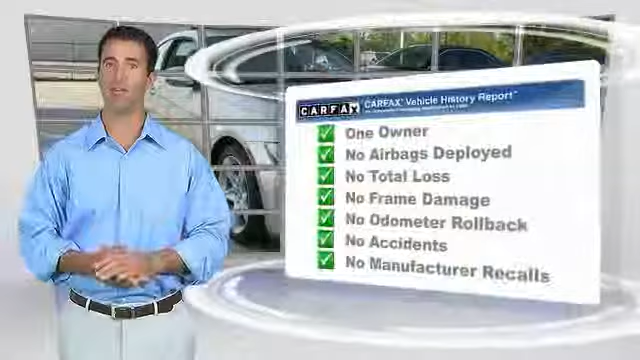 CARFAX CARFAX Vehicle History Report™
One Owner
No Airbags Deployed
No Total Loss
No Frame Damage
No Odometer Rollback
No Accidents
No Manufacturer Recalls